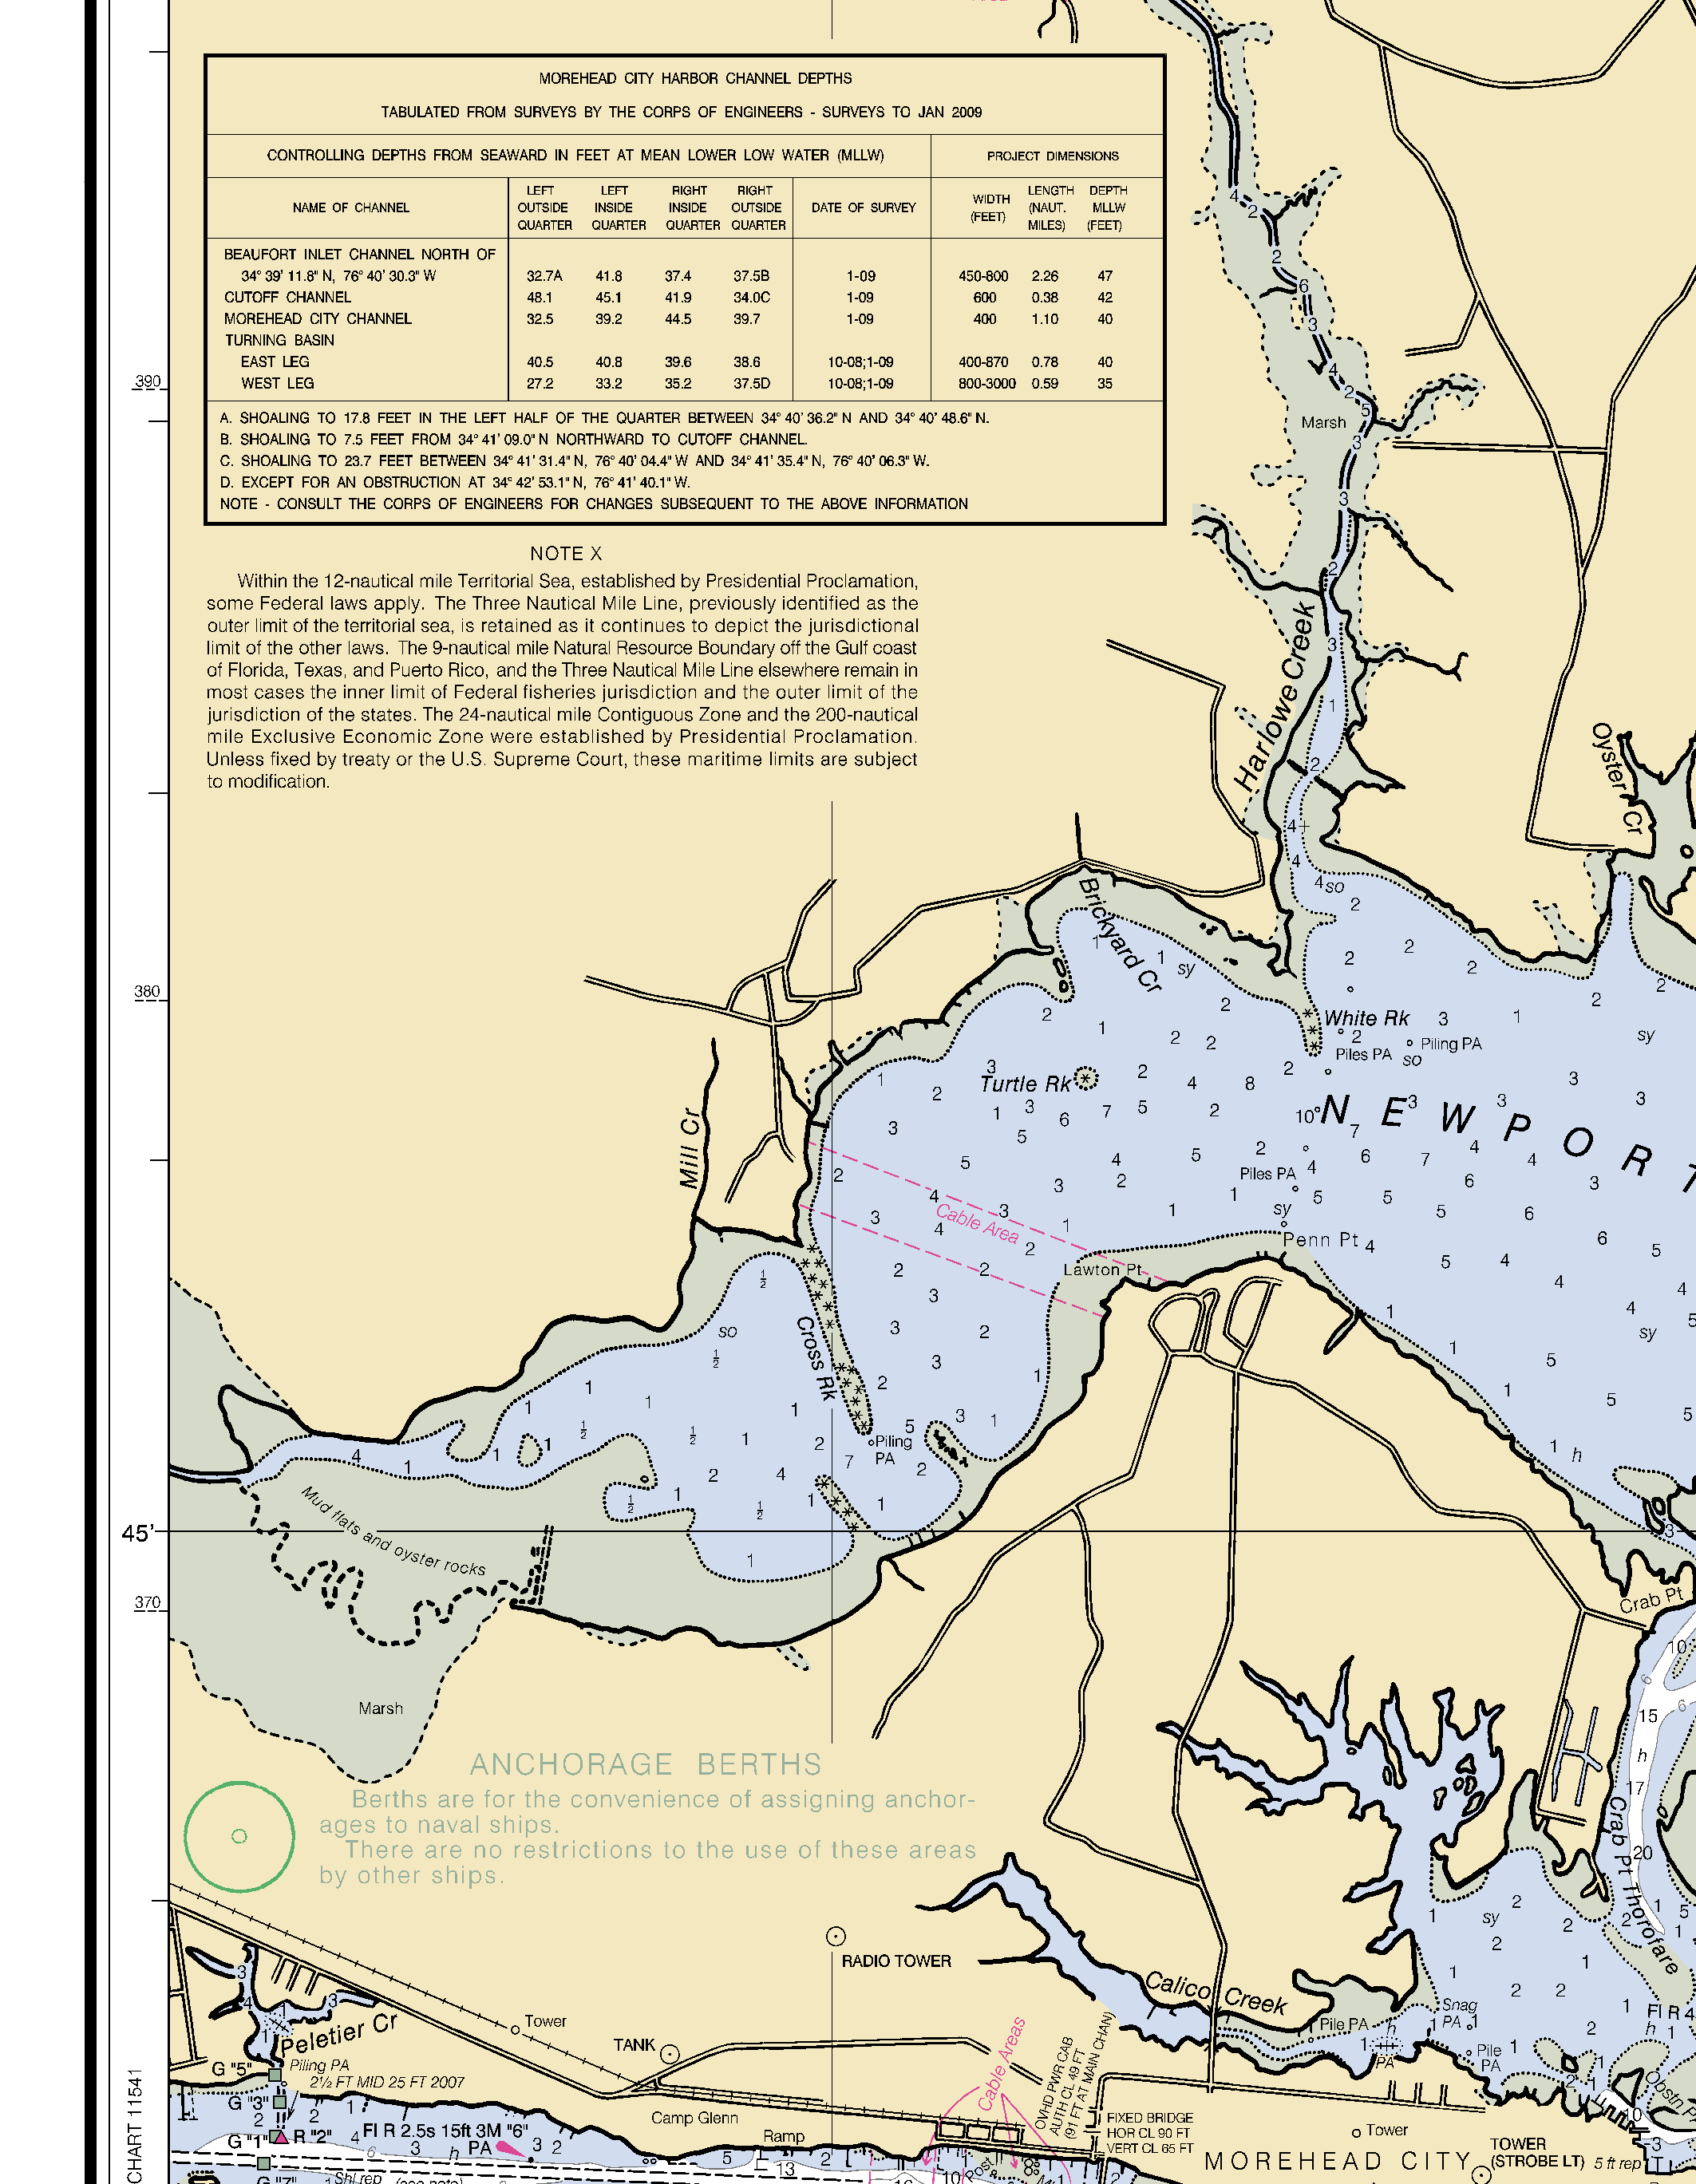 MOREHEAD CITY HARBOR CHANNEL DEPTHS
TABULATED FROM SURVEYS BY THE CORPS OF ENGINEERS - SURVEYS TO JAN 2009
CONTROLLING DEPTHS FROM SEAWARD IN FEET AT MEAN LOWER LOW WATER (MLLW) PROJECT DIMENSIONS
NAME OF CHANNEL LEFT OUTSIDE QUARTER LEFT INSIDE QUARTER RIGHT INSIDE QUARTER RIGHT OUTSIDE QUARTER DATE OF SURVEY WIDTH (FEET) LENGTH (NAUT. MILES) DEPTH MLLW (FEET)
BEAUFORT INLET CHANNEL NORTH OF
34° 39' 11.8" N, 76° 40' 30.3" W 32.7A 41.8 37.4 37.5B 1-09 450-800 2.26 47
CUTOFF CHANNEL 48.1 45.1 41.9 34.0C 1-09 600 0.38 42
MOREHEAD CITY CHANNEL 32.5 39.2 44.5 39.7 1-09 400 1.10 40
TURNING BASIN
EAST LEG 40.5 40.8 39.6 38.6 10-08;1-09 400-870 0.78 40
WEST LEG 27.2 33.2 35.2 37.5D 10-08;1-09 800-3000 0.59 35
A. SHOALING TO 17.8 FEET IN THE LEFT HALF OF THE QUARTER BETWEEN 34° 40' 36.2" N AND 34° 40' 48.6" N.
B. SHOALING TO 7.5 FEET FROM 34° 41' 09.0" N NORTHWARD TO CUTOFF CHANNEL.
C. SHOALING TO 23.7 FEET BETWEEN 34° 41' 31.4" N, 76° 40' 04.4" W AND 34° 41' 35.4" N, 76° 40' 06.3" W.
D. EXCEPT FOR AN OBSTRUCTION AT 34° 42' 53.1" N, 76° 41' 40.1" W.
NOTE - CONSULT THE CORPS OF ENGINEERS FOR CHANGES SUBSEQUENT TO THE ABOVE INFORMATION
NOTE X
Within the 12-nautical mile Territorial Sea, established by Presidential Proclamation,
some Federal laws apply. The Three Nautical Mile Line, previously identified as the
outer limit of the territorial sea, is retained as it continues to depict the jurisdictional
limit of the other laws. The 9-nautical mile Natural Resource Boundary off the Gulf coast
of Florida, Texas, and Puerto Rico, and the Three Nautical Mile Line elsewhere remain in
most cases the inner limit of Federal fisheries jurisdiction and the outer limit of the
jurisdiction of the states. The 24-nautical mile Contiguous Zone and the 200-nautical
mile Exclusive Economic Zone were established by Presidential Proclamation.
Unless fixed by treaty or the U.S. Supreme Court, these maritime limits are subject
to modification.
390
380
45'
370
Marsh
Harlowe Creek
Oyster Cr
Brickyard Cr
White Rk
Piles PA
Piling PA
Turtle Rk
NEWPORT
Mill Cr
Cable Area
Piles PA
Penn Pt
Lawton Pt
Cross Rk
Piling
PA
Mud flats and oyster rocks
Marsh
Crab Pt
Crab Pt Thorofare
ANCHORAGE BERTHS
Berths are for the convenience of assigning anchor-
ages to naval ships.
There are no restrictions to the use of these areas
by other ships.
RADIO TOWER
Calico Creek
Snag
PA
Pile PA
Pile
PA
Fl R 4
Tower
TANK
Peletier Cr
G "5"
Piling PA
2½ FT MID 25 FT 2007
G "3"
G "1"
R "2"
Fl R 2.5s 15ft 3M "6"
PA
Camp Glenn
Ramp
Cable Areas
OVHD PWR CAB
AUTH CL 49 FT
(91 FT AT MAIN CHAN)
FIXED BRIDGE
HOR CL 90 FT
VERT CL 65 FT
Tower
MOREHEAD CITY
TOWER
(STROBE LT)
5 ft rep
G "7"
Shl rep
CHART 11541